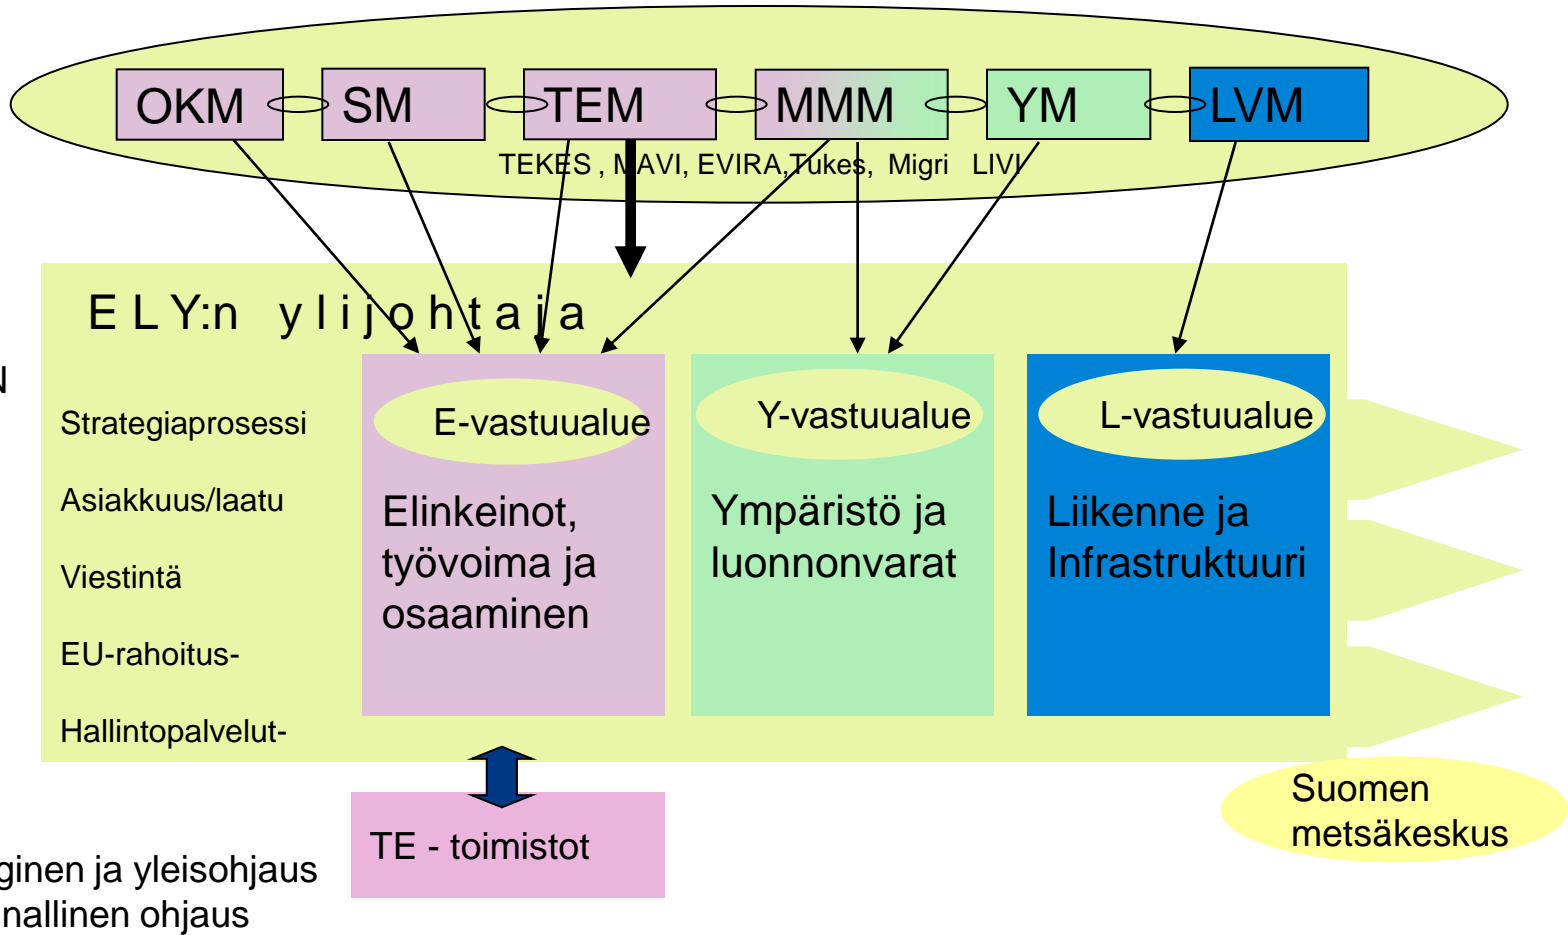 OKM SM TEM MMM YM LVM
TEKES , MAVI, EVIRA,Tukes, Migri LIVI
E L Y:n y l i j o h t a j a
N
Strategiaprosessi
Asiakkuus/laatu
Viestintä
EU-rahoitus-
Hallintopalvelut-
E-vastuualue
Elinkeinot,
työvoima ja
osaaminen
Y-vastuualue
Ympäristö ja
luonnonvarat
L-vastuualue
Liikenne ja
Infrastruktuuri
TE - toimistot
Suomen
metsäkeskus
ginen ja yleisohjaus
nallinen ohjaus